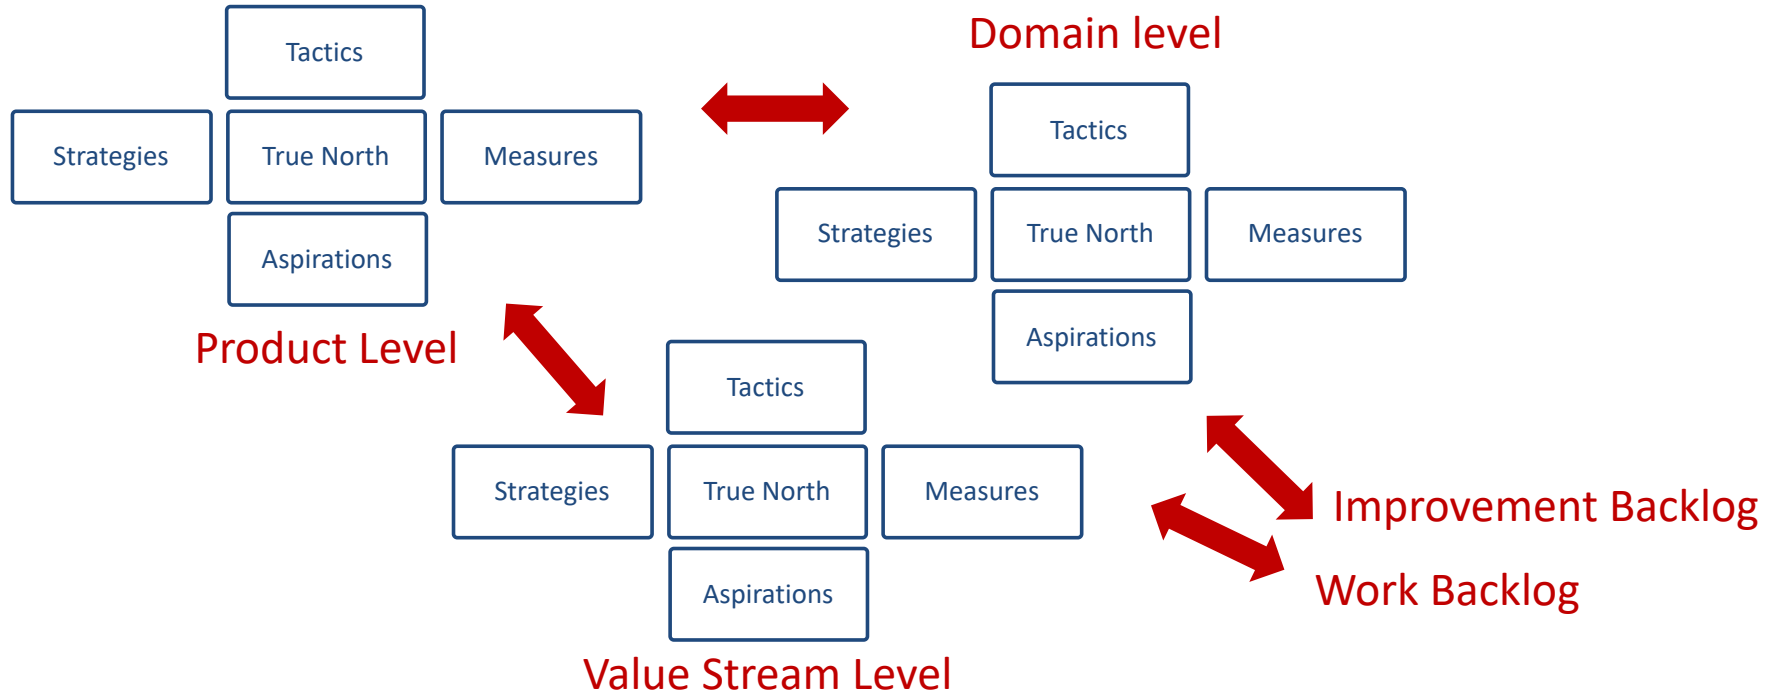 Tactics
Strategies
True North
Measures
Aspirations
Product Level
Domain level
Tactics
Strategies
True North
Measures
Aspirations
Tactics
Strategies
True North
Measures
Aspirations
Value Stream Level
Improvement Backlog
Work Backlog